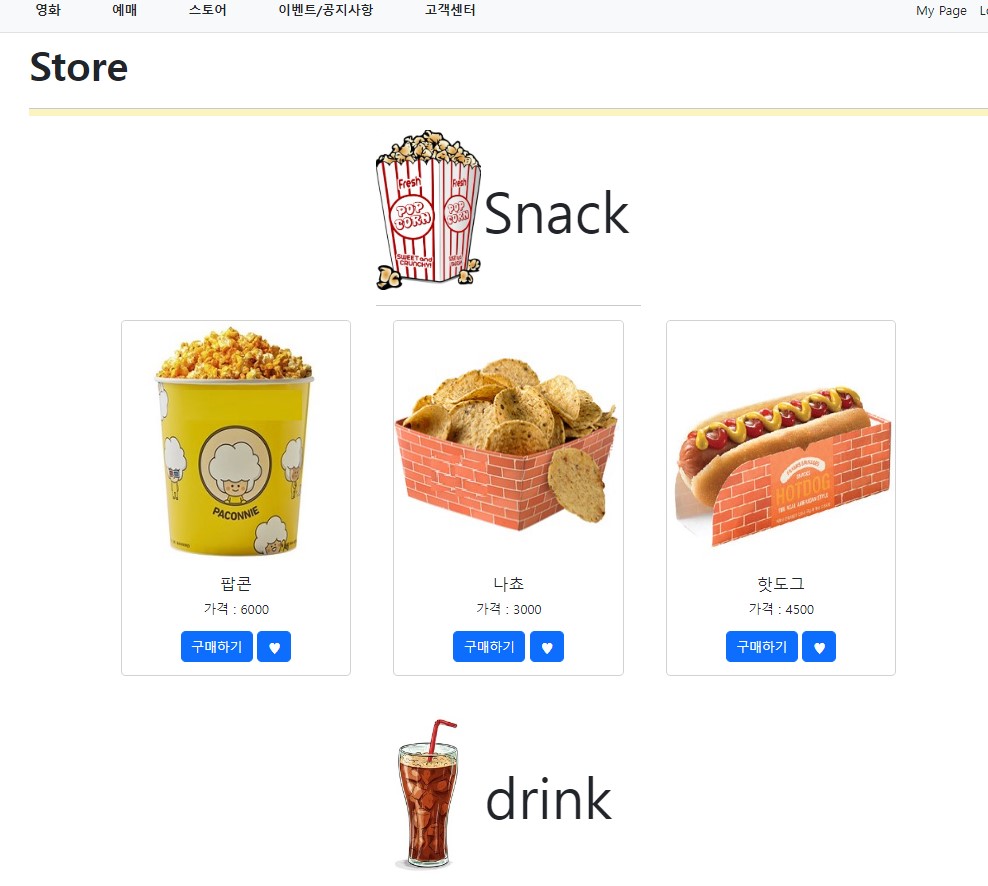 영화 예매 스토어 이벤트/공지사항 고객센터 My Page
Store
Fresh Fresh
POP CORN POP CORN
SWEET and CRUNCHY!
Snack
PACONNIE
HOTDOG
팝콘 나쵸 핫도그
가격 : 6000 가격 : 3000 가격 : 4500
구매하기 ♥ 구매하기 ♥ 구매하기 ♥
drink